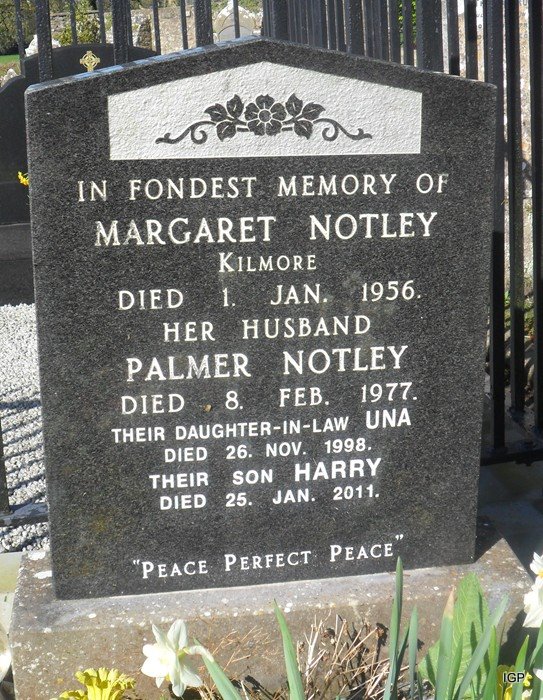 IN FONDEST MEMORY OF
MARGARET NOTLEY
KILMORE
DIED 1. JAN. 1956.
HER HUSBAND
PALMER NOTLEY
DIED 8. FEB. 1977.
THEIR DAUGHTER-IN-LAW UNA
DIED 26. NOV. 1998.
THEIR SON HARRY
DIED 25. JAN. 2011.
"PEACE PERFECT PEACE"
IGP